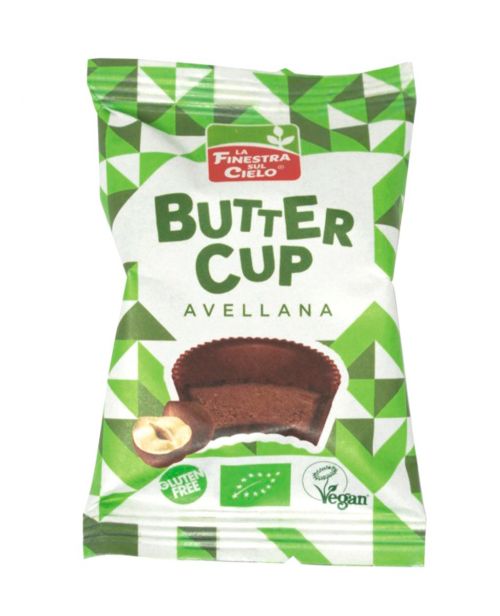 LA
FINESTRA
SUL
CIELO®
BUTTER
CUP
AVELLANA
GLUTEN
FREE
Vegan